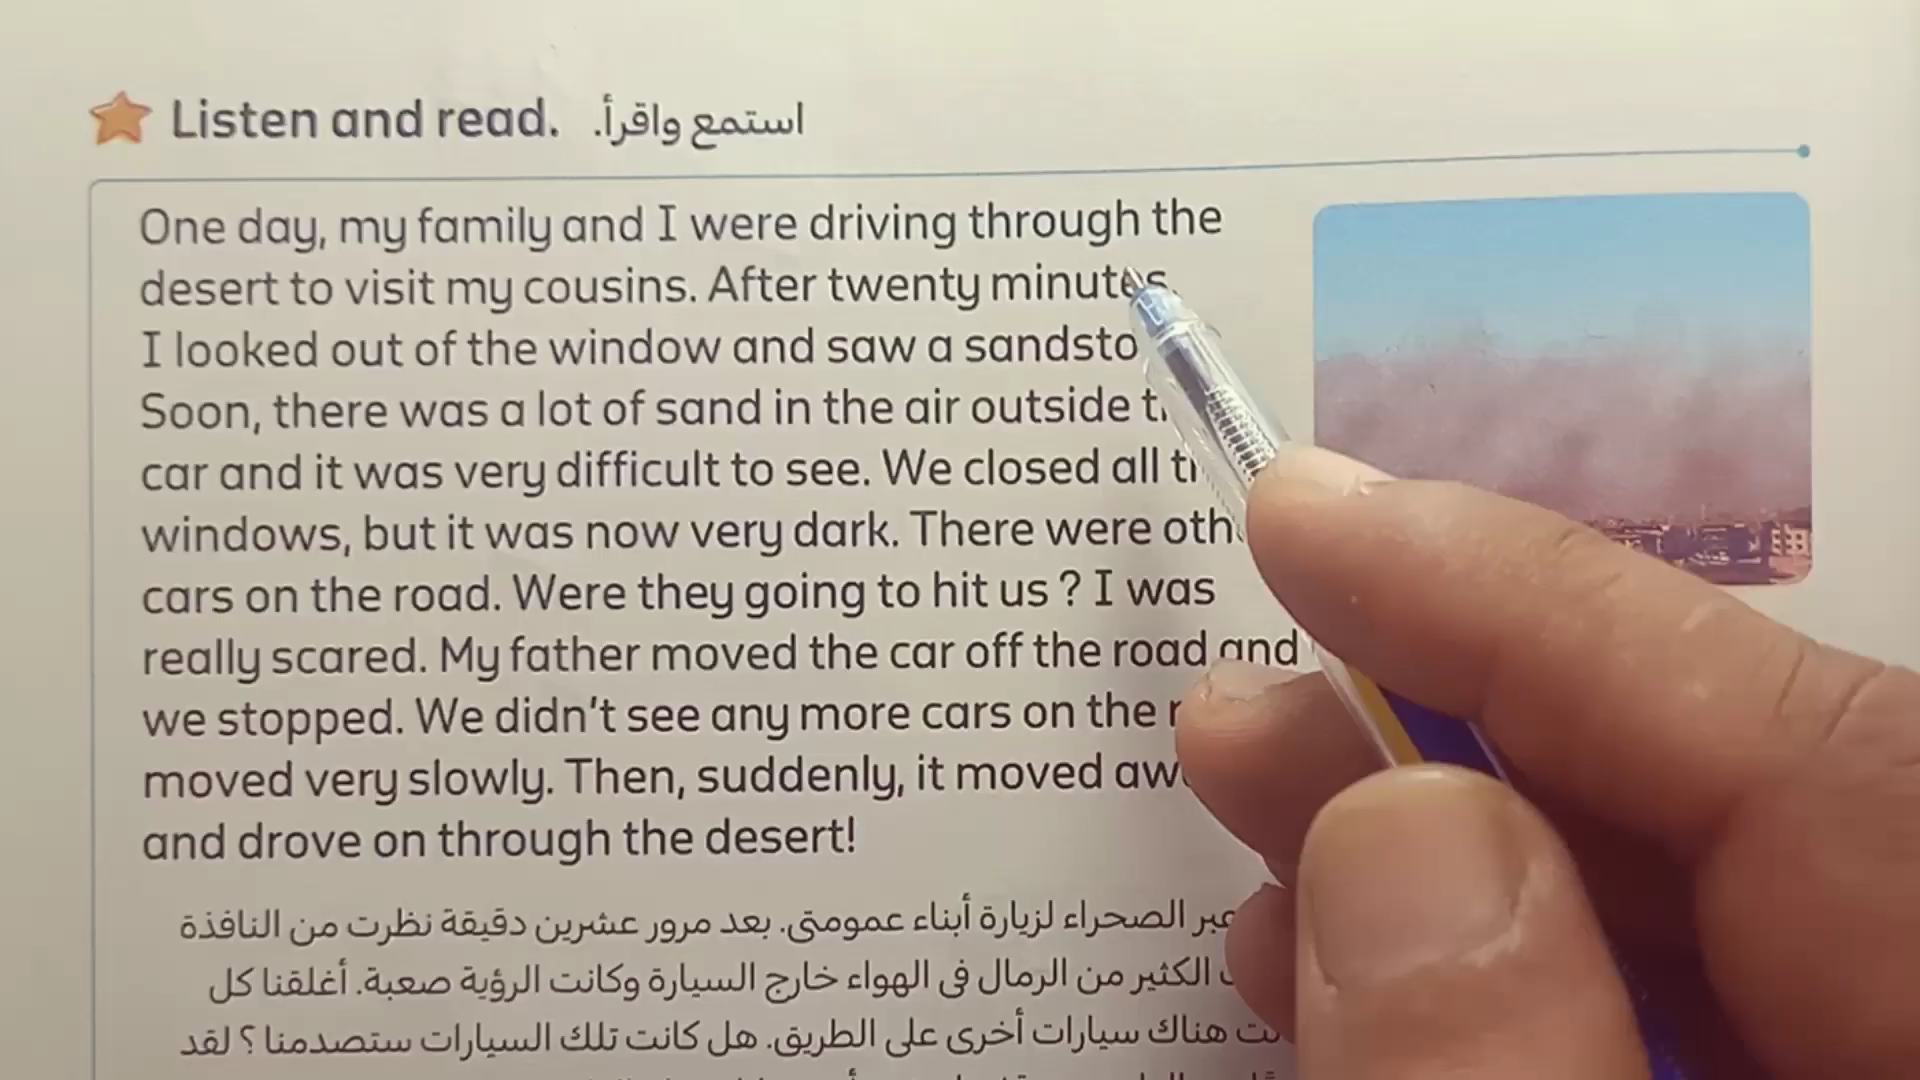 Listen and read. استمع واقرأ.
One day, my family and I were driving through the
desert to visit my cousins. After twenty minutes,
I looked out of the window and saw a
Soon, there was a lot of sand in the air outside
car and it was very difficult to see. We closed all
windows, but it was now very dark. There were
cars on the road. Were they going to hit us ? I was
really scared. My father moved the car off the road and
we stopped. We didn't see any more cars on the
moved very slowly. Then, suddenly, it moved
and drove on through the desert!
عبر الصحراء لزيارة أبناء عمومتى. بعد مرور عشرين دقيقة نظرت من النافذة
الكثير من الرمال فى الهواء خارج السيارة وكانت الرؤية صعبة. أغلقنا كل
هناك سيارات أخرى على الطريق. هل كانت تلك السيارات ستصدمنا ؟ لقد